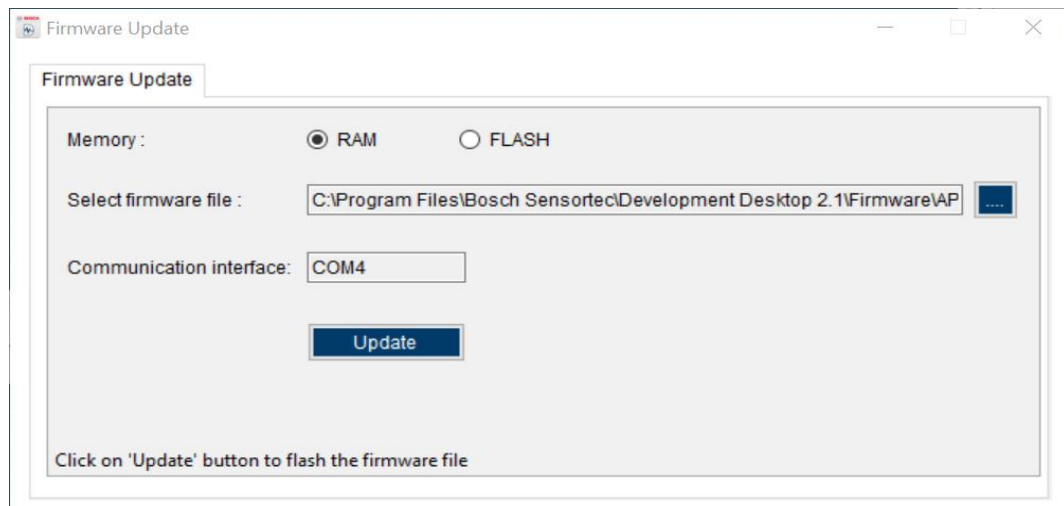 BOSCH
Firmware Update
Firmware Update
Memory : RAM FLASH
Select firmware file : C:\Program Files\Bosch Sensortec\Development Desktop 2.1\Firmware\AP ....
Communication interface: COM4
Update
Click on 'Update' button to flash the firmware file